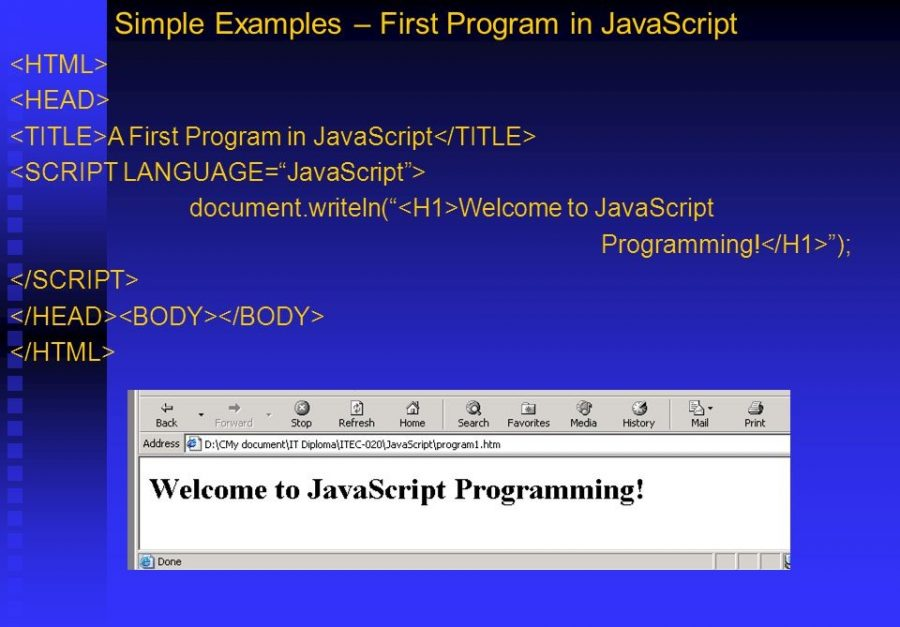 Simple Examples – First Program in JavaScript
<HTML>
<HEAD>
<TITLE>A First Program in JavaScript</TITLE>
<SCRIPT LANGUAGE=“JavaScript”>
document.writeln(“<H1>Welcome to JavaScript
Programming!</H1>”);
</SCRIPT>
</HEAD><BODY></BODY>
</HTML>
Back Forward Stop Refresh Home Search Favorites Media History Mail Print
Address D:\CMy document\IT Diploma\ITEC-020\JavaScript\program1.htm
Welcome to JavaScript Programming!
Done